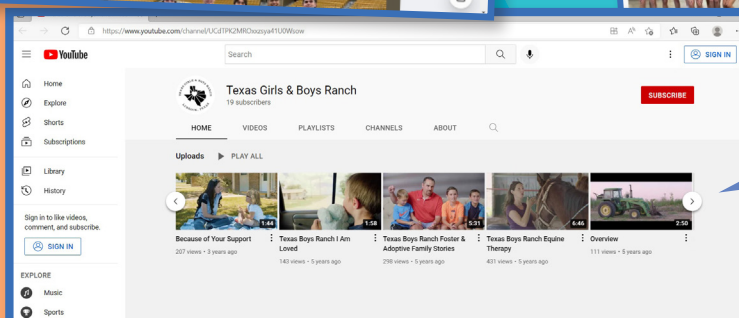 https://www.youtube.com/channel/UCdTPK2MRCixozsya41U0Wsow
YouTube
Search
SIGN IN
Home
Explore
Shorts
Subscriptions
Library
History
Sign in to like videos,
comment, and subscribe.
SIGN IN
EXPLORE
Music
Sports
Texas Girls & Boys Ranch
19 subscribers
SUBSCRIBE
HOME VIDEOS PLAYLISTS CHANNELS ABOUT
Uploads PLAY ALL
1:44
Because of Your Support
207 views • 3 years ago
1:58
Texas Boys Ranch I Am
Loved
143 views • 5 years ago
5:31
Texas Boys Ranch Foster &
Adoptive Family Stories
298 views • 5 years ago
6:46
Texas Boys Ranch Equine
Therapy
431 views • 5 years ago
2:50
Overview
111 views • 5 years ago